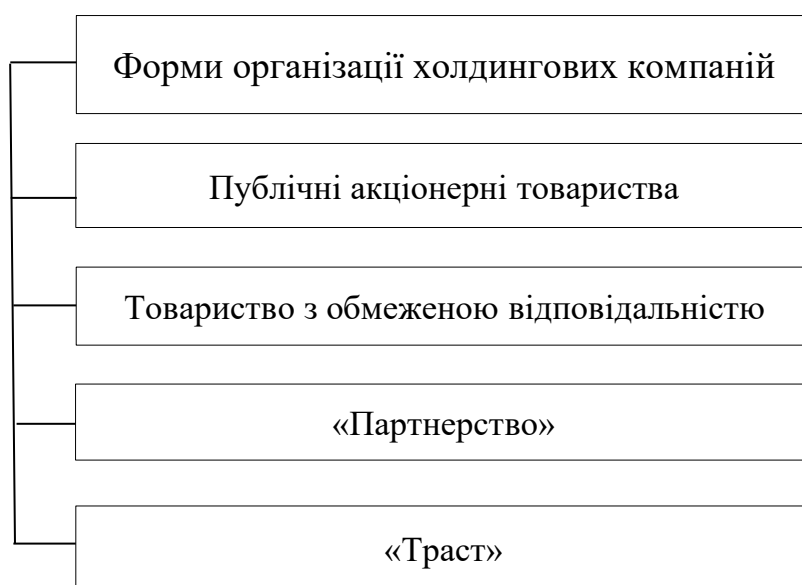 Форми організації холдингових компаній
Публічні акціонерні товариства
Товариство з обмеженою відповідальністю
«Партнерство»
«Траст»